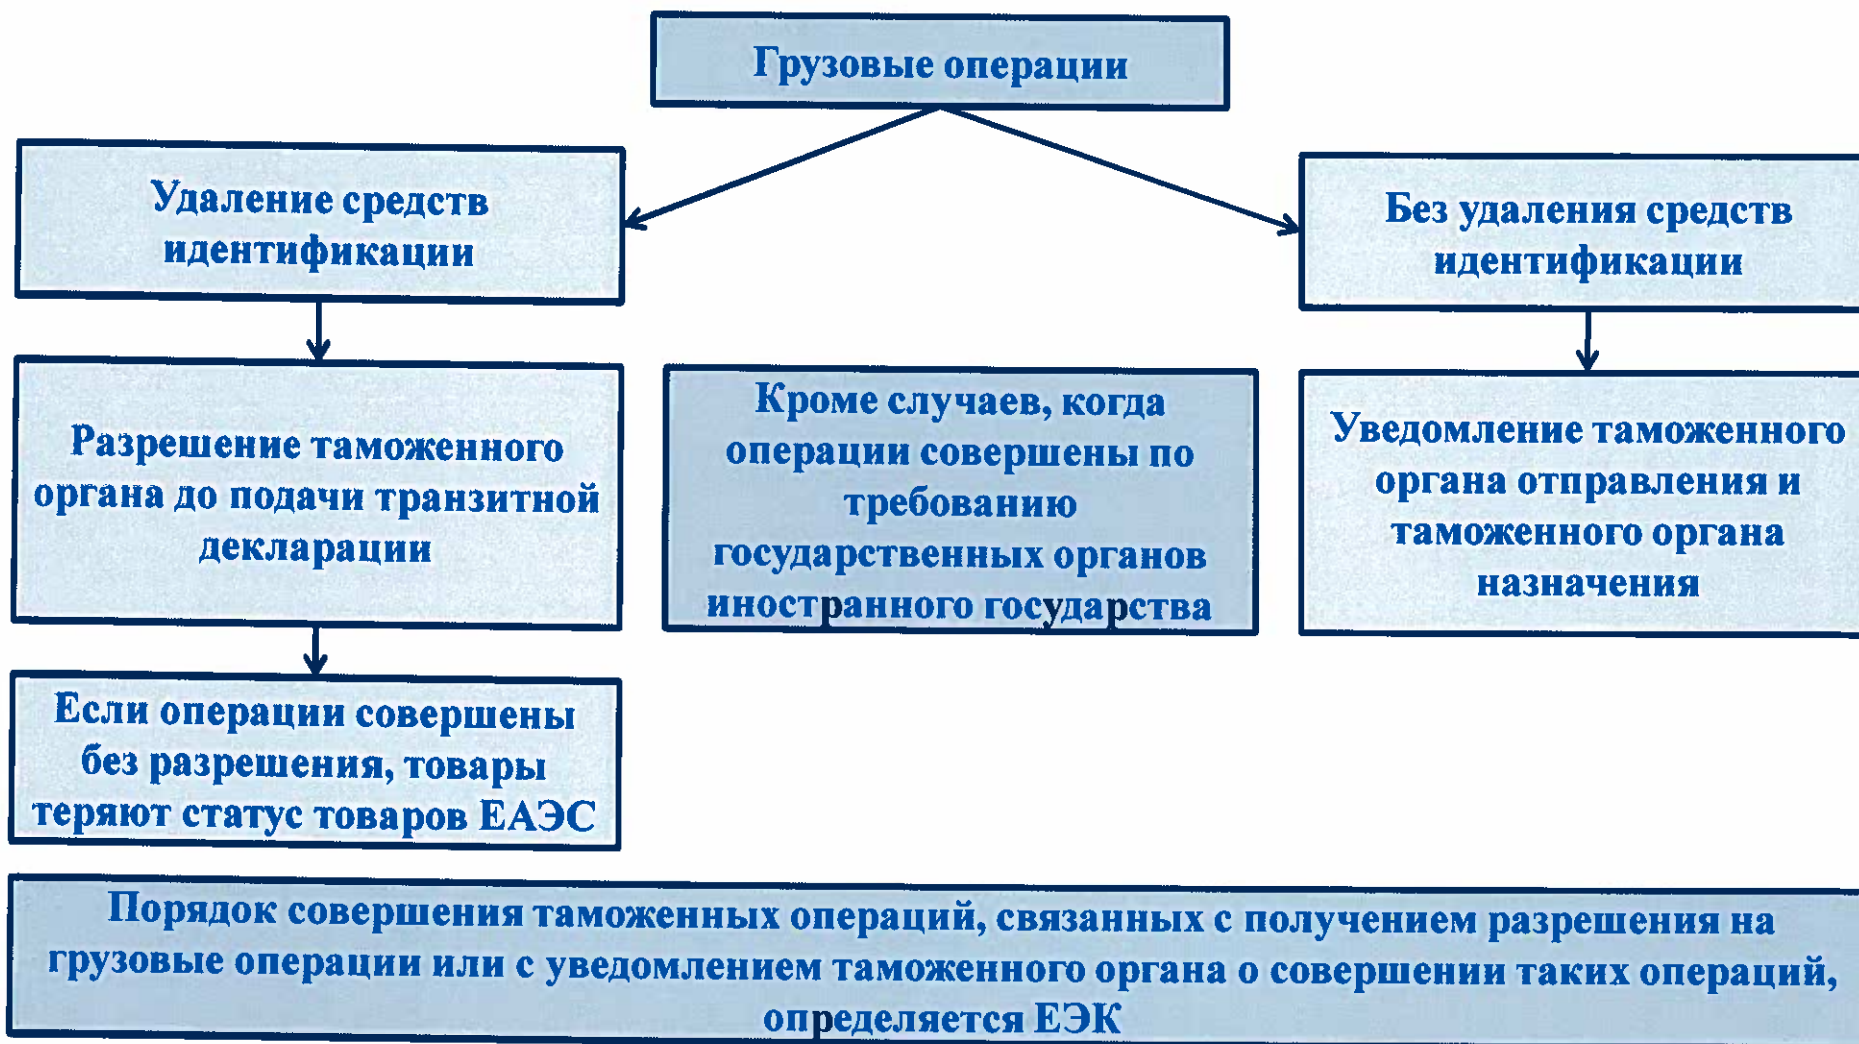 Грузовые операции
Удаление средств
идентификации
Без удаления средств
идентификации
Разрешение таможенного
органа до подачи транзитной
декларации
Кроме случаев, когда
операции совершены по
требованию
государственных органов
иностранного государства
Уведомление таможенного
органа отправления и
таможенного органа
назначения
Если операции совершены
без разрешения, товары
теряют статус товаров ЕАЭС
Порядок совершения таможенных операций, связанных с получением разрешения на
грузовые операции или с уведомлением таможенного органа о совершении таких операций,
определяется ЕЭК